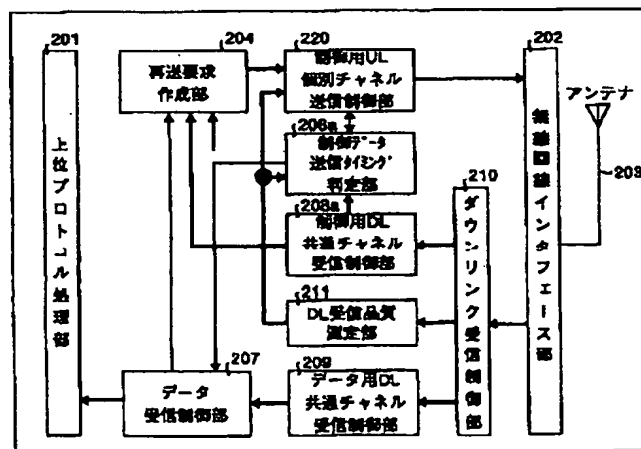 201
上位プロトコル処理部
204
再送要求
作成部
220
制御用UL
個別チャネル
送信制御部
206a
制御データ
送信タイミング
判定部
208a
制御用DL
共通チャネル
受信制御部
211
DL受信品質
測定部
207
データ
受信制御部
209
データ用DL
共通チャネル
受信制御部
210
ダウンリンク受信制御部
202
無線回線インタフェース部
アンテナ
203